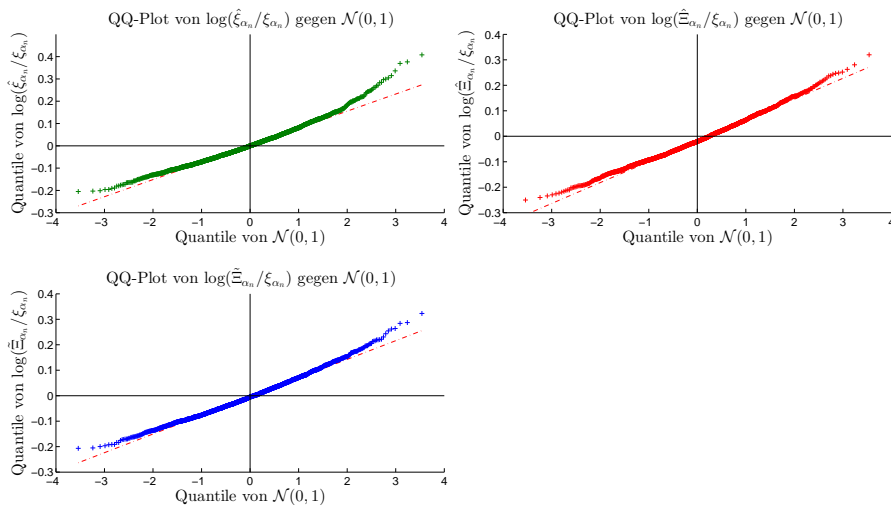 QQ-Plot von log(ξ̂_{α_n}/ξ_{α_n}) gegen 𝒩(0, 1)
Quantile von log(ξ̂_{α_n}/ξ_{α_n})
0.5
0.4
0.3
0.2
0.1
0
−0.1
−0.2
−0.3
−4 −3 −2 −1 0 1 2 3 4
Quantile von 𝒩(0, 1)
QQ-Plot von log(Ξ̂_{α_n}/ξ_{α_n}) gegen 𝒩(0, 1)
Quantile von log(Ξ̂_{α_n}/ξ_{α_n})
0.4
0.3
0.2
0.1
0
−0.1
−0.2
−0.3
−4 −3 −2 −1 0 1 2 3 4
Quantile von 𝒩(0, 1)
QQ-Plot von log(Ξ̃_{α_n}/ξ_{α_n}) gegen 𝒩(0, 1)
Quantile von log(Ξ̃_{α_n}/ξ_{α_n})
0.4
0.3
0.2
0.1
0
−0.1
−0.2
−0.3
−4 −3 −2 −1 0 1 2 3 4
Quantile von 𝒩(0, 1)